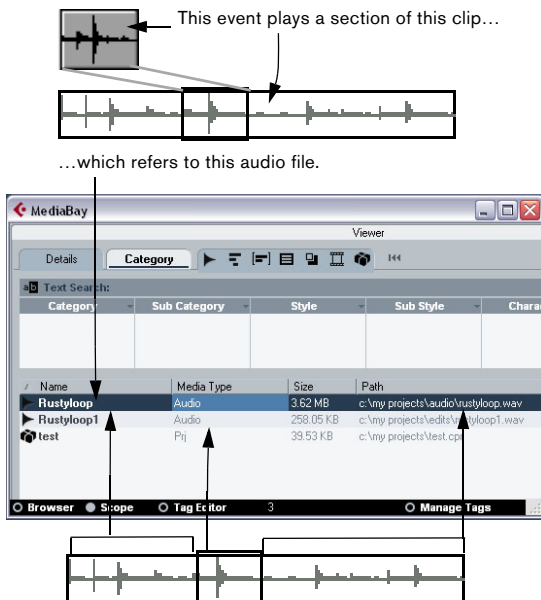 This event plays a section of this clip…
…which refers to this audio file.
MediaBay
Viewer
Details Category
Text Search:
Category Sub Category Style Sub Style Chara
Name Media Type Size Path
Rustyloop Audio 3.62 MB c:\my projects\audio\rustyloop.wav
Rustyloop1 Audio 258.05 KB c:\my projects\edits\rustyloop1.wav
test Prj 39.53 KB c:\my projects\test.cpr
Browser Scope Tag Editor 3 Manage Tags